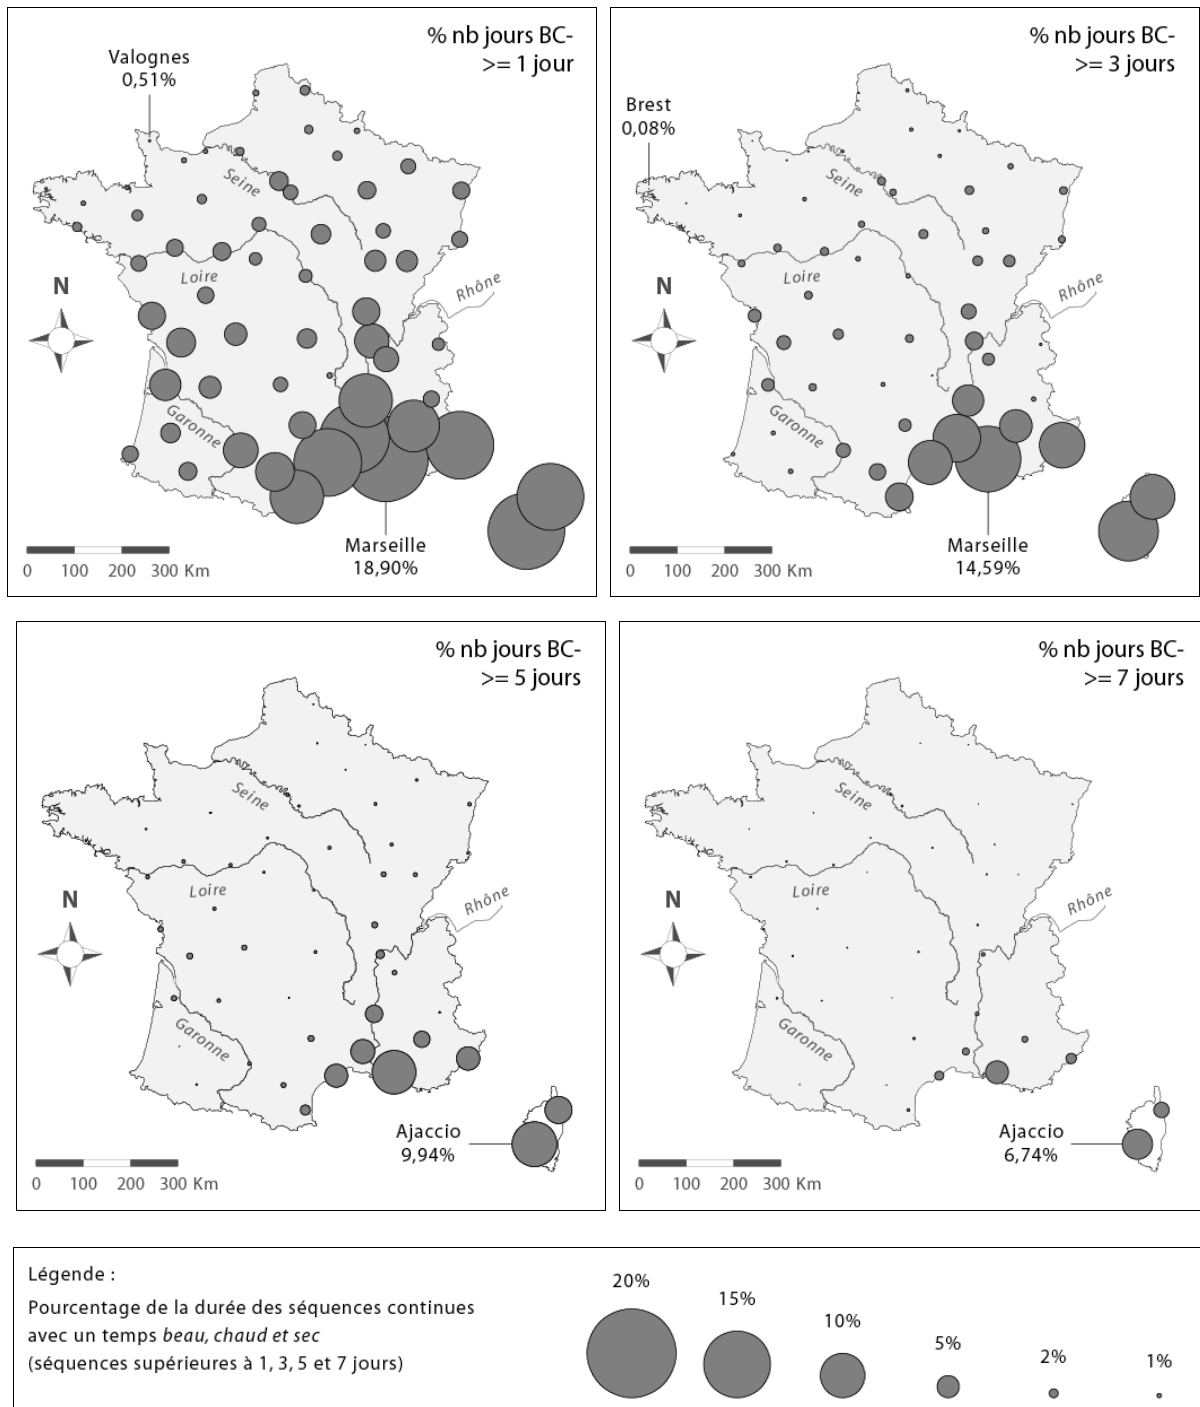 % nb jours BC-
>= 1 jour
Valognes
0,51%
Seine
Loire
Rhône
Garonne
N
Marseille
18,90%
0 100 200 300 Km
% nb jours BC-
>= 3 jours
Brest
0,08%
Seine
Loire
Rhône
Garonne
N
Marseille
14,59%
0 100 200 300 Km
% nb jours BC-
>= 5 jours
Seine
Loire
Rhône
Garonne
N
Ajaccio
9,94%
0 100 200 300 Km
% nb jours BC-
>= 7 jours
Seine
Loire
Rhône
Garonne
N
Ajaccio
6,74%
0 100 200 300 Km
Légende :
Pourcentage de la durée des séquences continues
avec un temps beau, chaud et sec
(séquences supérieures à 1, 3, 5 et 7 jours)
20% 15% 10% 5% 2% 1%